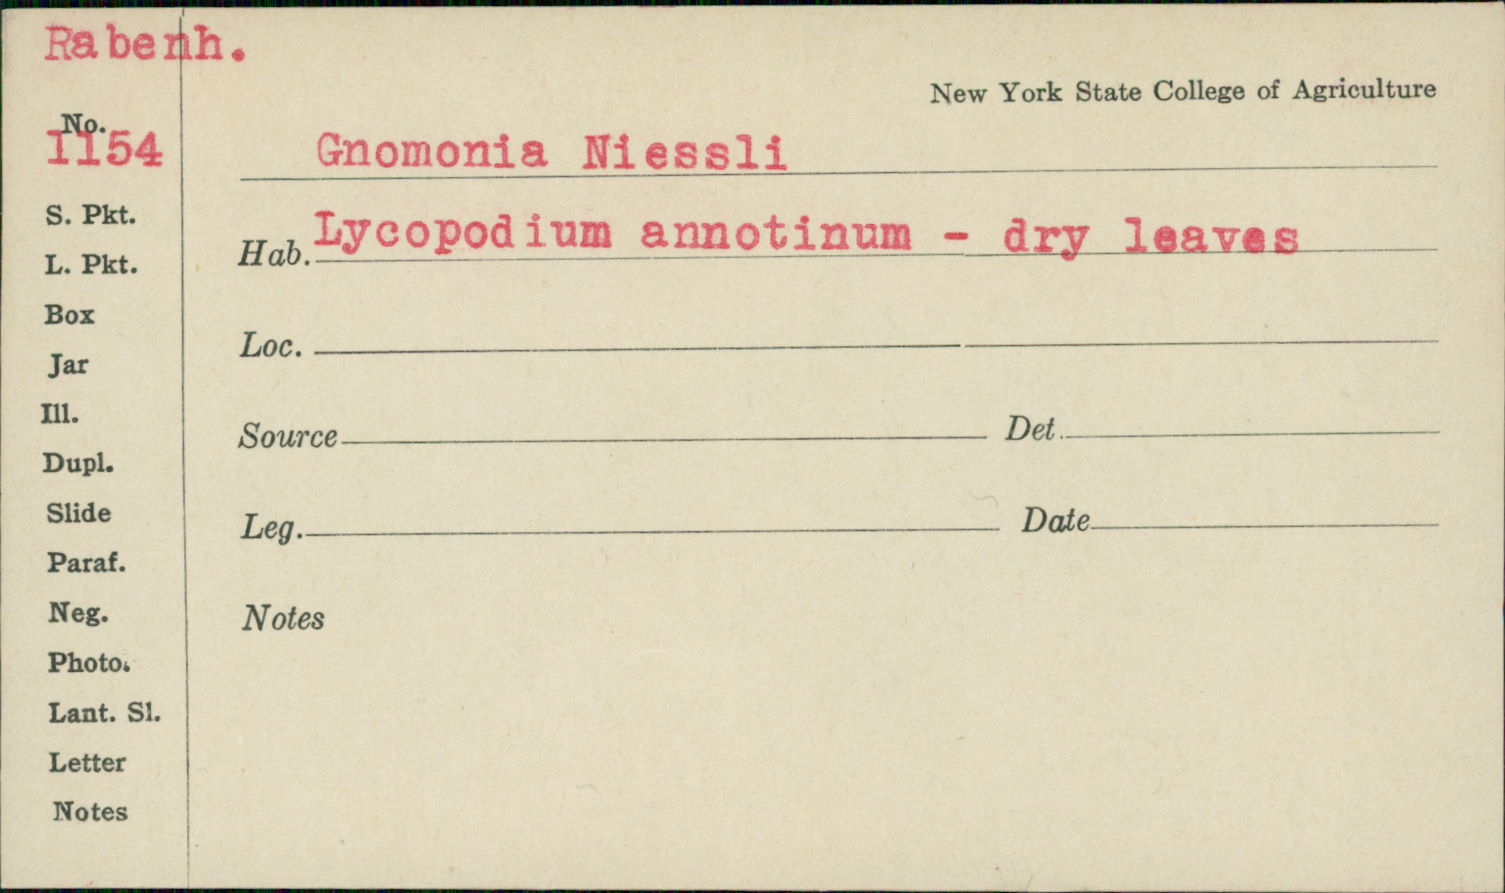 Rabenh.
New York State College of Agriculture
No.
1154
Gnomonia Niessli
S. Pkt.
Hab. Lycopodium annotinum - dry leaves
L. Pkt.
Box
Loc.
Jar
Ill.
Source Det.
Dupl.
Slide
Leg. Date
Paraf.
Neg.
Notes
Photo.
Lant. Sl.
Letter
Notes